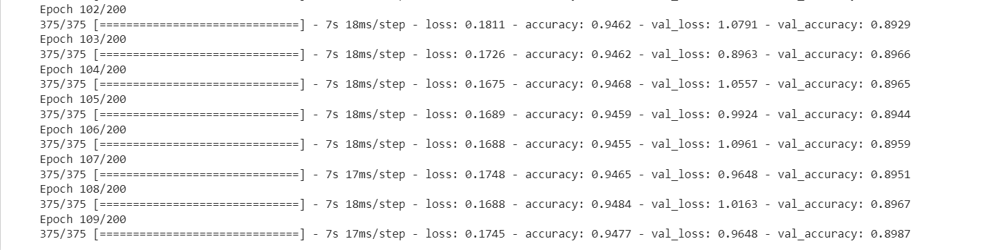 Epoch 102/200
375/375 [==============================] - 7s 18ms/step - loss: 0.1811 - accuracy: 0.9462 - val_loss: 1.0791 - val_accuracy: 0.8929
Epoch 103/200
375/375 [==============================] - 7s 18ms/step - loss: 0.1726 - accuracy: 0.9462 - val_loss: 0.8963 - val_accuracy: 0.8966
Epoch 104/200
375/375 [==============================] - 7s 18ms/step - loss: 0.1675 - accuracy: 0.9468 - val_loss: 1.0557 - val_accuracy: 0.8965
Epoch 105/200
375/375 [==============================] - 7s 18ms/step - loss: 0.1689 - accuracy: 0.9459 - val_loss: 0.9924 - val_accuracy: 0.8944
Epoch 106/200
375/375 [==============================] - 7s 18ms/step - loss: 0.1688 - accuracy: 0.9455 - val_loss: 1.0961 - val_accuracy: 0.8959
Epoch 107/200
375/375 [==============================] - 7s 17ms/step - loss: 0.1748 - accuracy: 0.9465 - val_loss: 0.9648 - val_accuracy: 0.8951
Epoch 108/200
375/375 [==============================] - 7s 18ms/step - loss: 0.1688 - accuracy: 0.9484 - val_loss: 1.0163 - val_accuracy: 0.8967
Epoch 109/200
375/375 [==============================] - 7s 17ms/step - loss: 0.1745 - accuracy: 0.9477 - val_loss: 0.9648 - val_accuracy: 0.8987